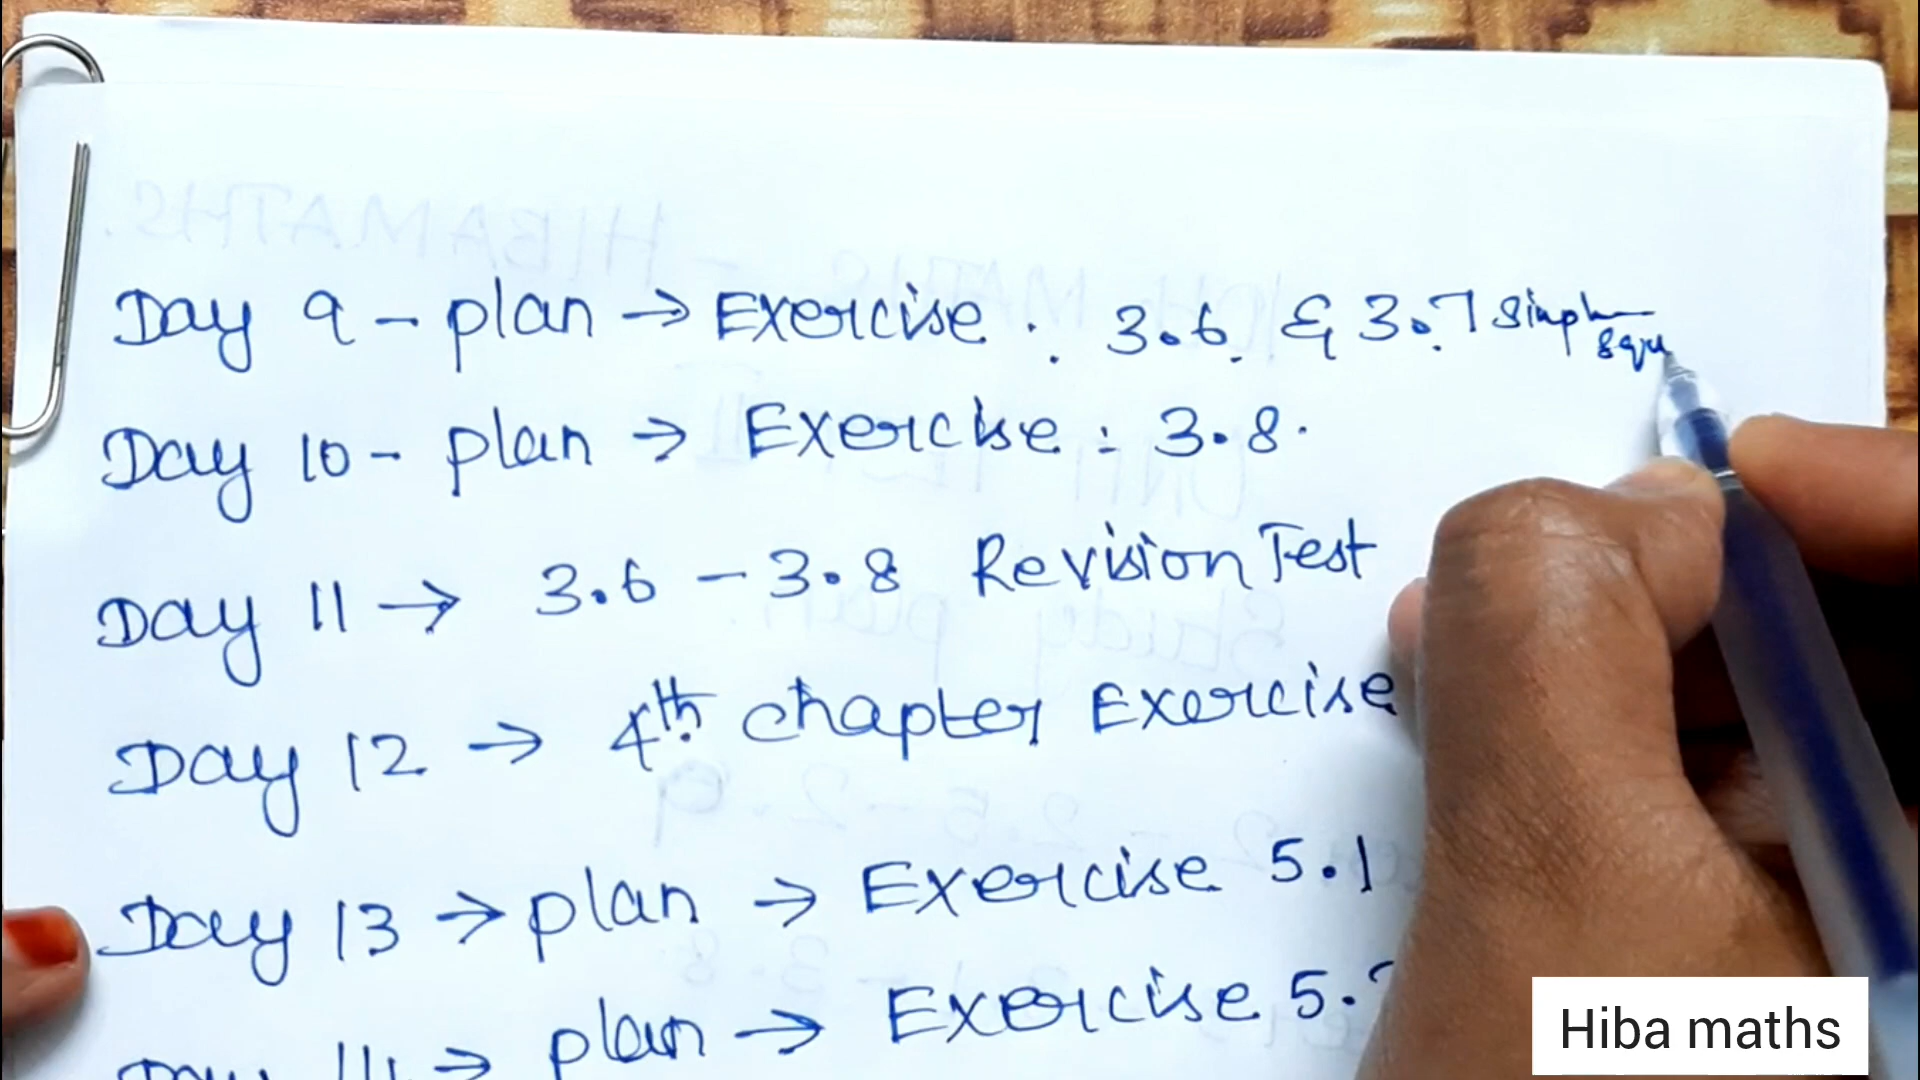 Day 9 - plan → Exercise : 3.6. & 3.7
Day 10 - plan → Exercise : 3.8.
Day 11 → 3.6 - 3.8 Revision Test
Day 12 → 4th chapter Exercise
Day 13 → plan → Exercise 5.1
Day 14 → plan → Exercise 5.
Hiba maths